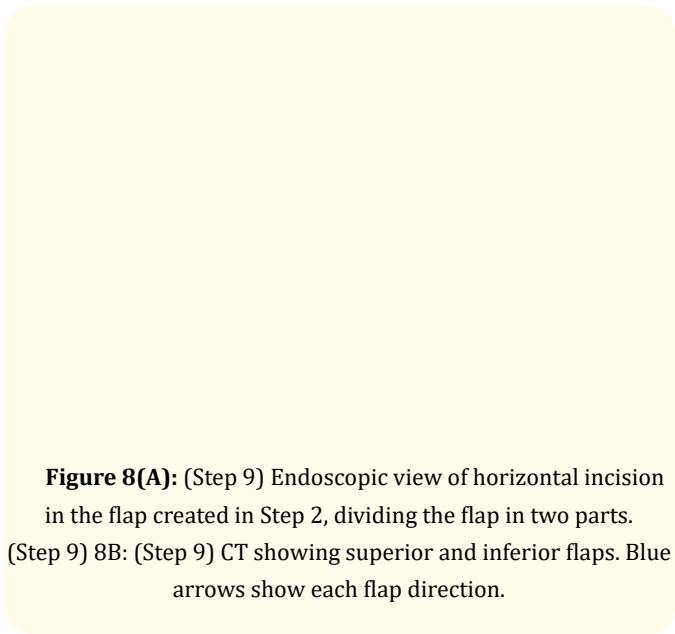 Figure 8(A): (Step 9) Endoscopic view of horizontal incision
in the flap created in Step 2, dividing the flap in two parts.
(Step 9) 8B: (Step 9) CT showing superior and inferior flaps. Blue
arrows show each flap direction.